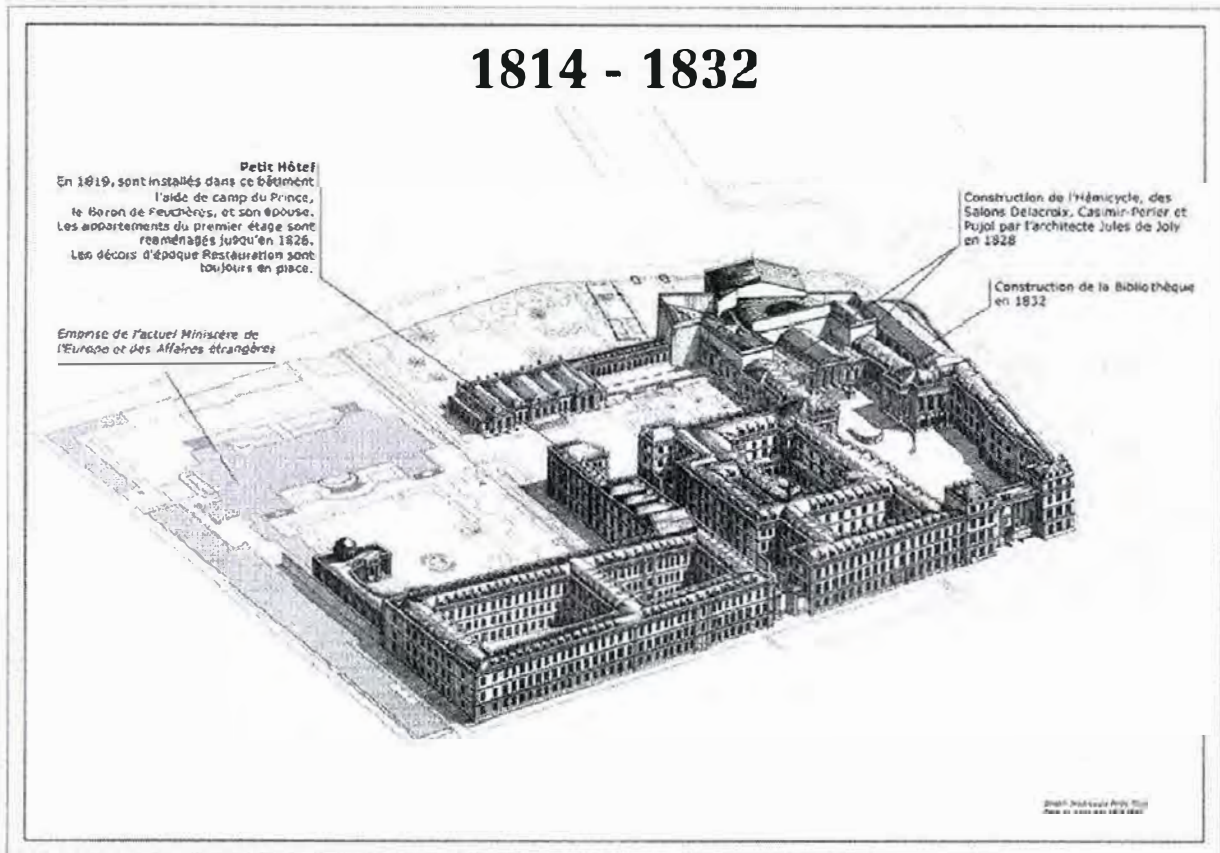 1814 - 1832
Petit Hôtel
En 1819, sont installés dans ce bâtiment
l'aide de camp du Prince,
le Baron de Feuchères, et son épouse.
Les appartements du premier étage sont
réaménagés jusqu'en 1826.
Les décors d'époque Restauration sont
toujours en place.
Emprise de l'actuel Ministère de
l'Europe et des Affaires étrangères
Construction de l'Hémicycle, des
Salons Delacroix, Casimir-Perier et
Pujol par l'architecte Jules de Joly
en 1828
Construction de la Bibliothèque
en 1832